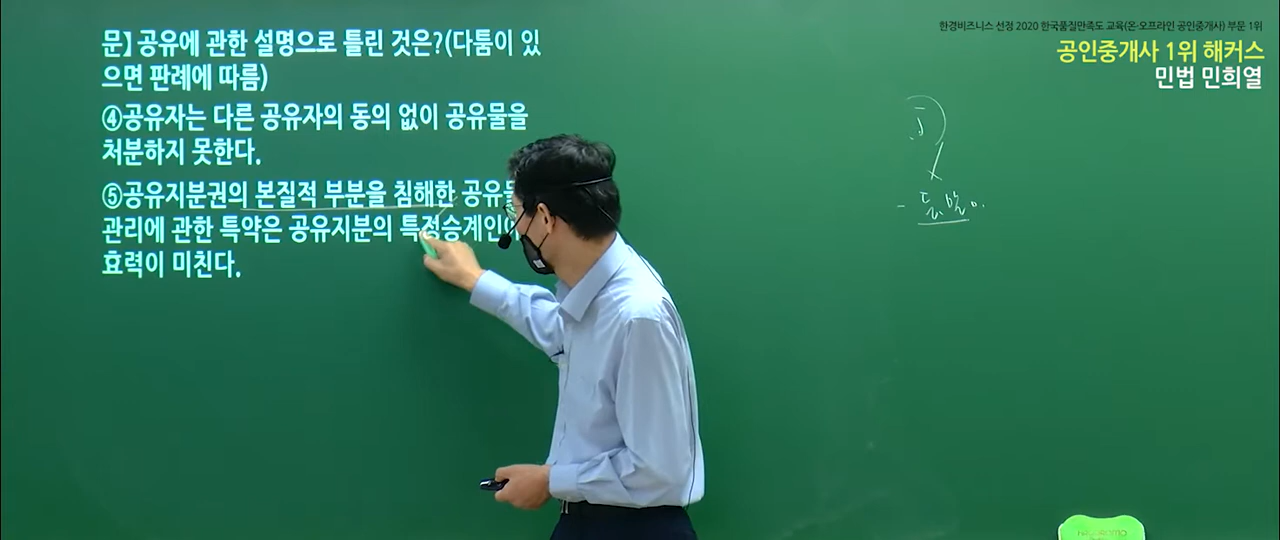 문] 공유에 관한 설명으로 틀린 것은?(다툼이 있
으면 판례에 따름)
④공유자는 다른 공유자의 동의 없이 공유물을
처분하지 못한다.
⑤공유지분권의 본질적 부분을 침해한
관리에 관한 특약은 공유지분의 특정승계인에
효력이 미친다.
한경비즈니스 선정 2020 한국품질만족도 교육(온·오프라인 공인중개사) 부문 1위
공인중개사 1위 해커스
민법 민희열